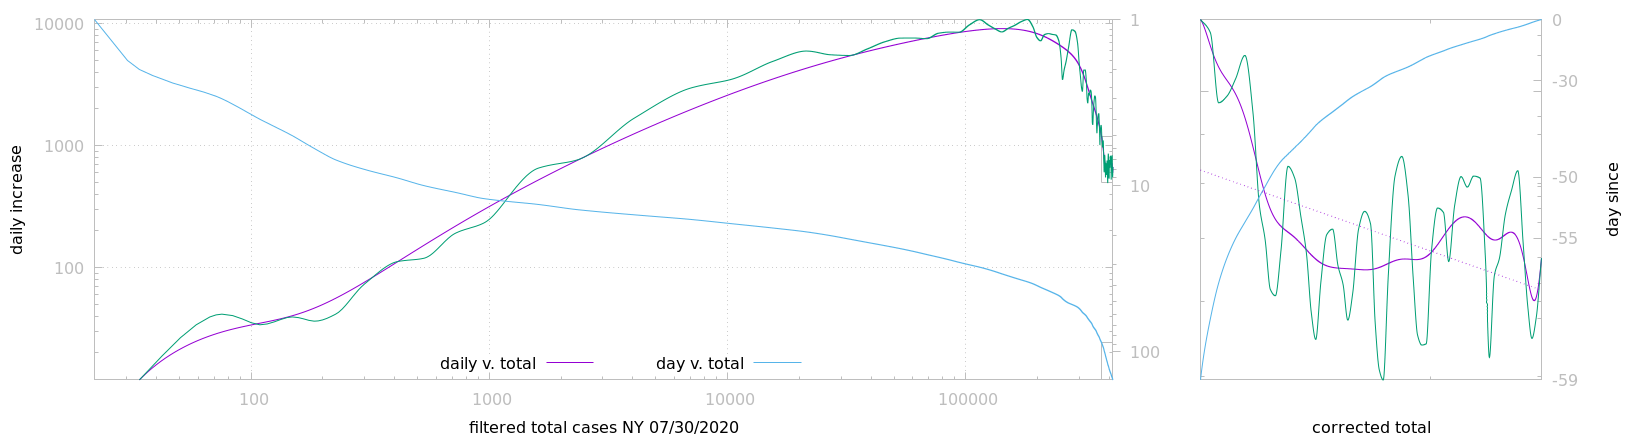 10000
1000
100
daily increase
daily v. total
day v. total
100
1000
10000
100000
filtered total cases NY 07/30/2020
1
10
100
0
-30
-50
-55
-59
day since
corrected total